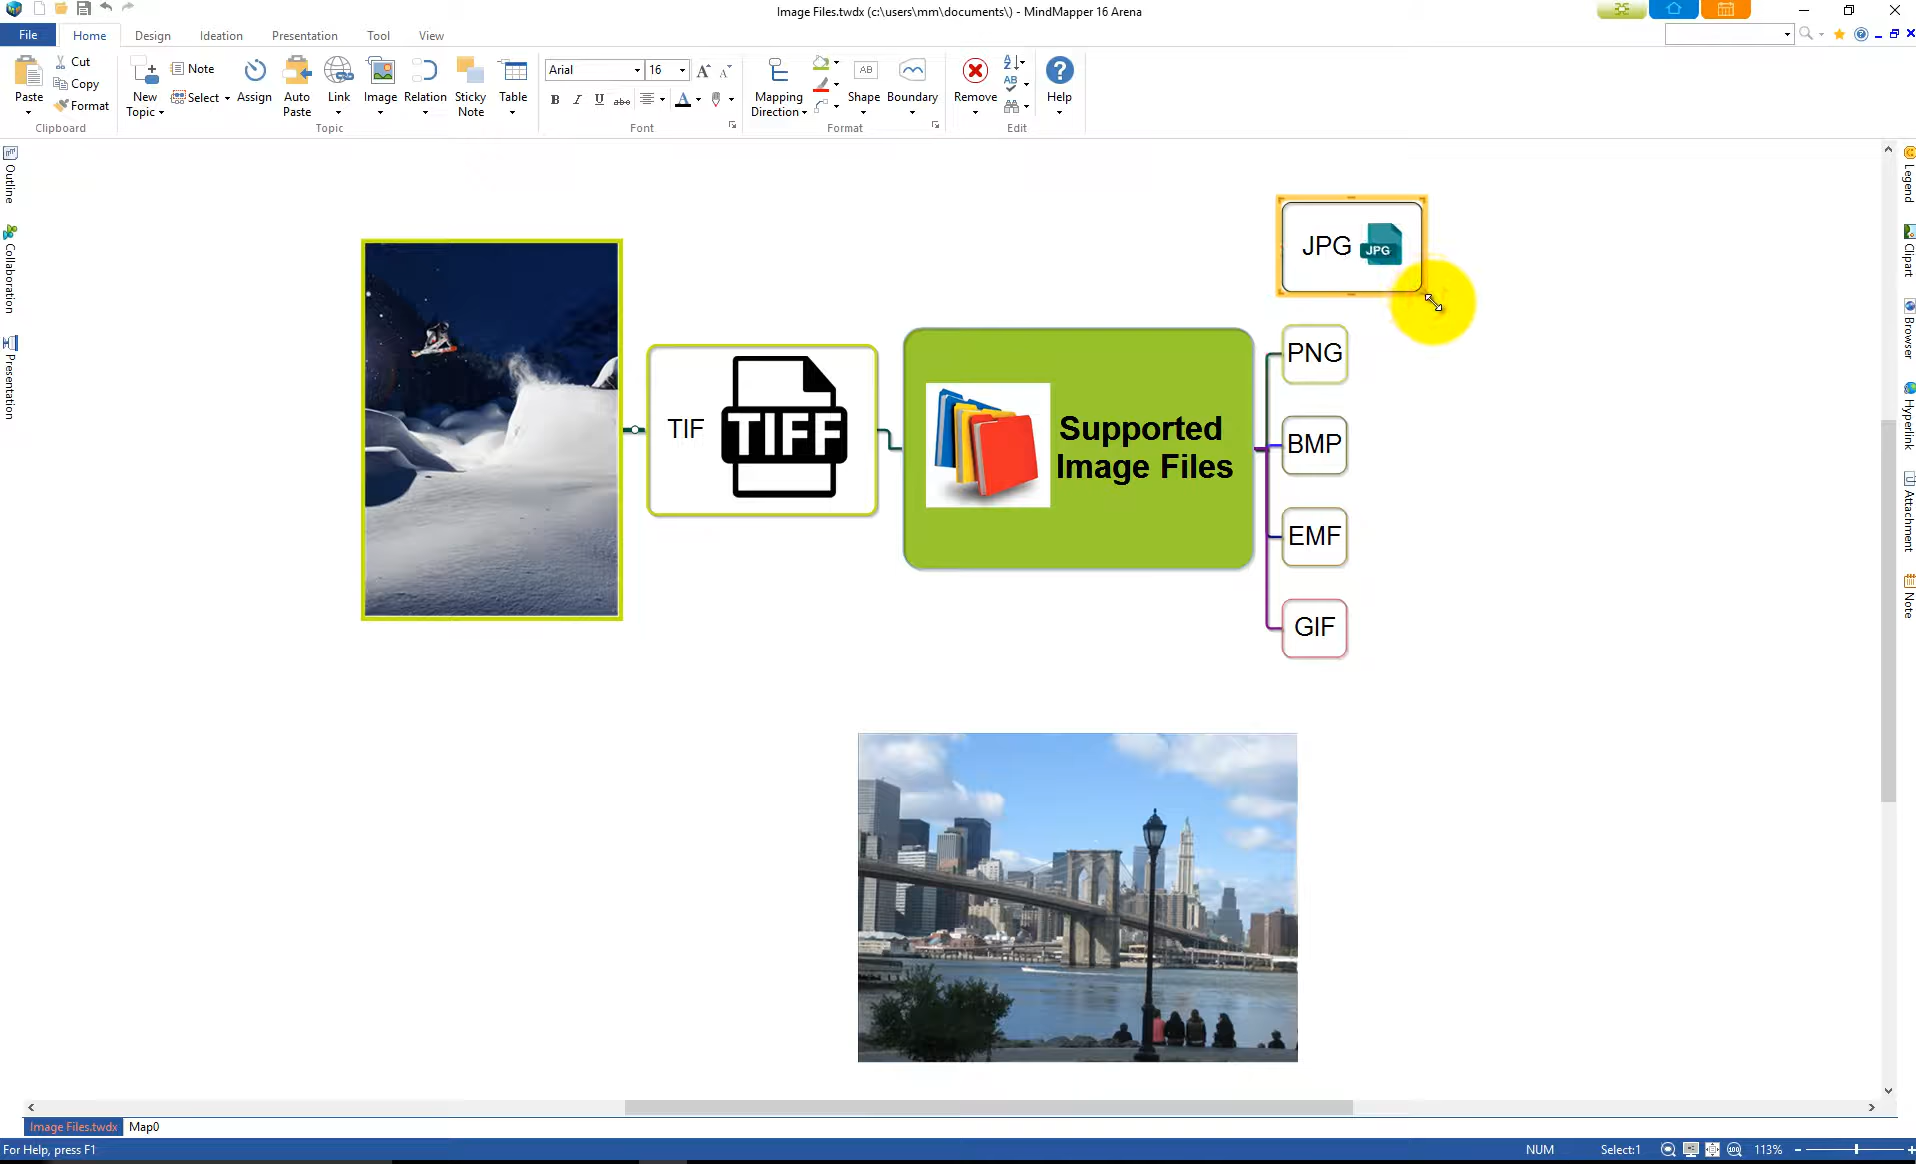 Image Files.twdx (c:\users\mm\documents\) - MindMapper 16 Arena
File Home Design Ideation Presentation Tool View
Paste
Cut
Copy
Format
Clipboard
New Topic
Note
Select
Assign
Auto Paste
Link
Image
Relation
Sticky Note
Table
Topic
Arial 16
B I U abc A
Font
Mapping Direction
AB
Shape
Boundary
Format
Remove
Edit
Help
Outline
Collaboration
Presentation
Legend
Clipart
Browser
Hyperlink
Attachment
Note
JPG JPG
TIF TIFF
Supported
Image Files
PNG
BMP
EMF
GIF
Image Files.twdx Map0
For Help, press F1 NUM Select:1 113%